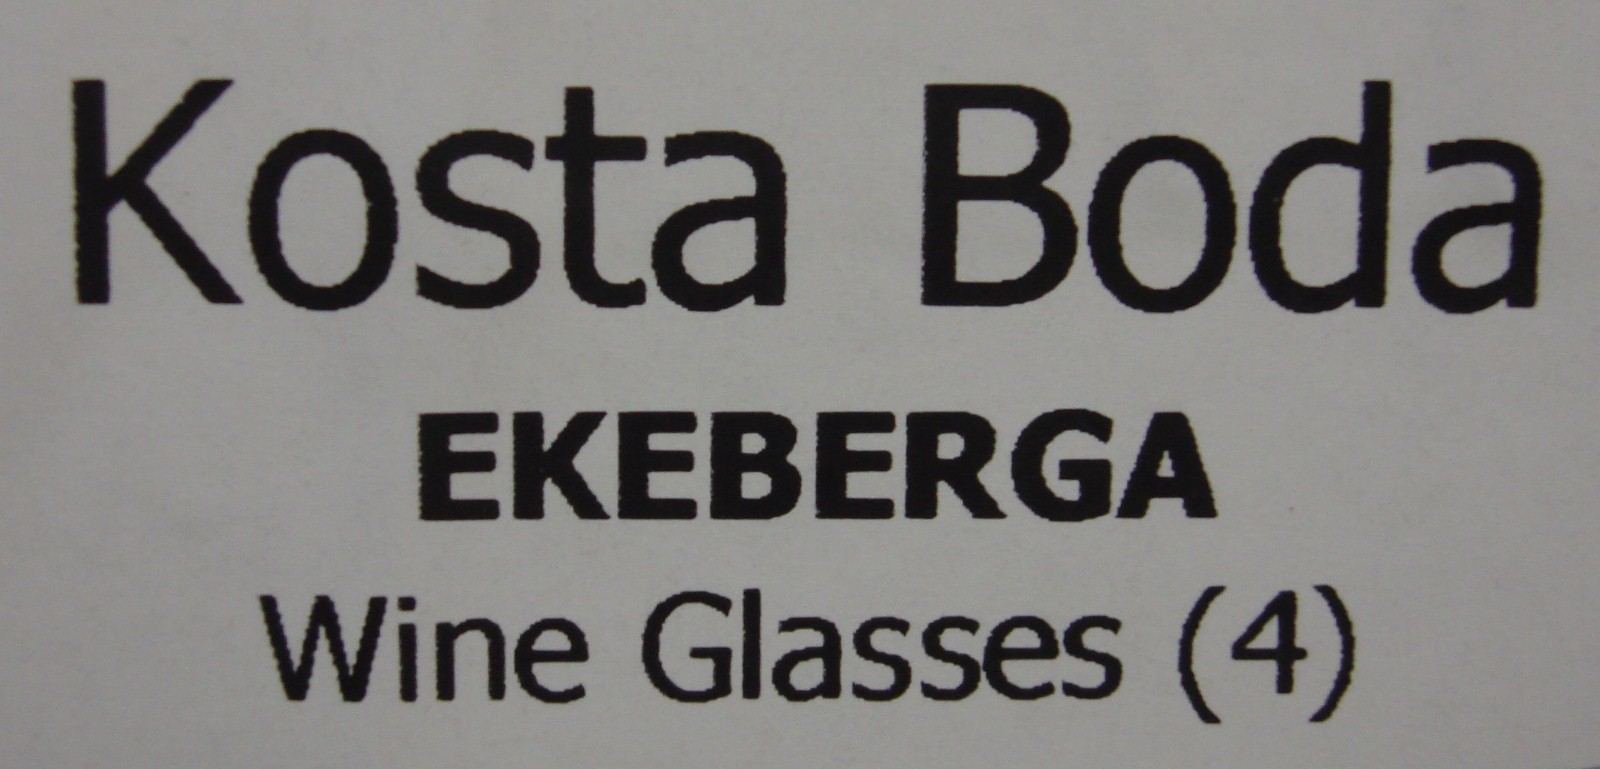 Kosta Boda
EKEBERGA
Wine Glasses (4)